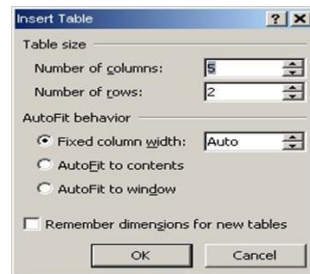 Insert Table
Table size
Number of columns: 5
Number of rows: 2
AutoFit behavior
Fixed column width: Auto
AutoFit to contents
AutoFit to window
Remember dimensions for new tables
OK Cancel